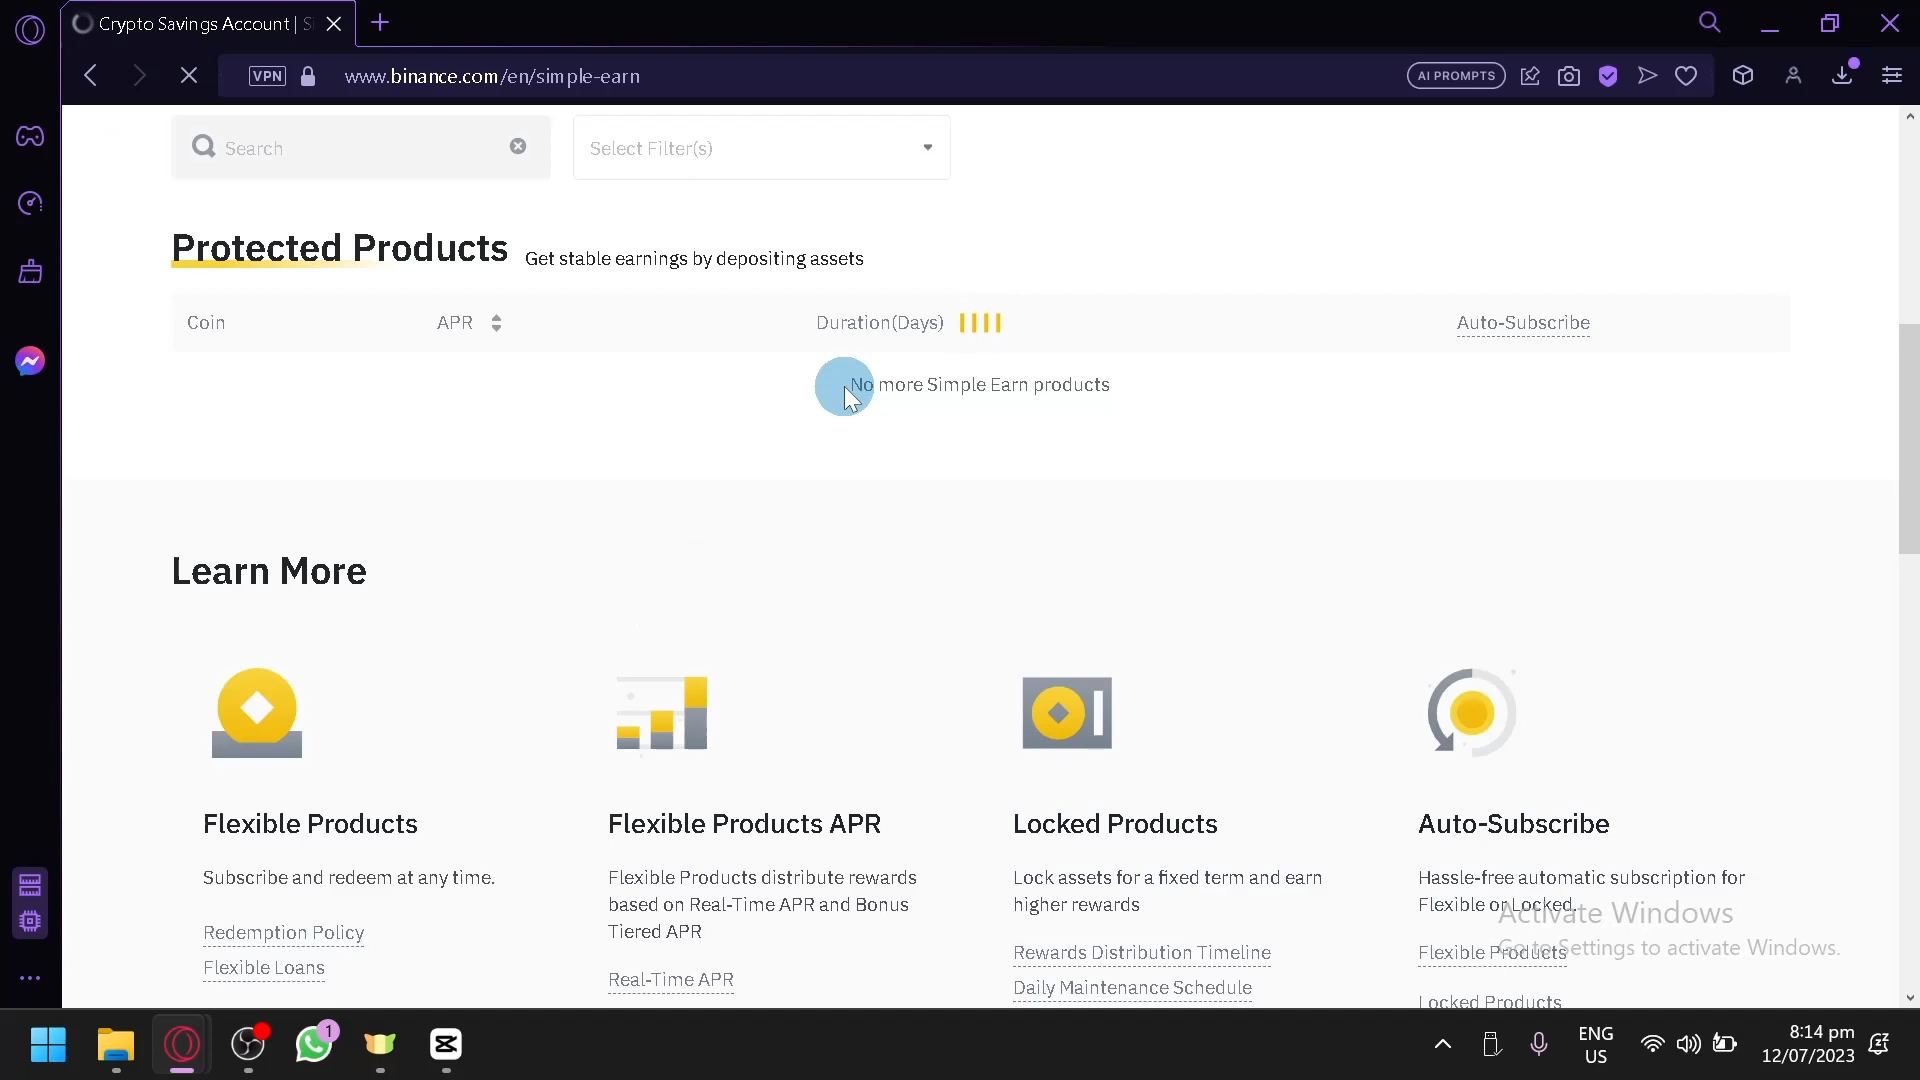 Crypto Savings Account | Si
VPN
www.binance.com/en/simple-earn
AI PROMPTS
Search
Select Filter(s)
Protected Products
Get stable earnings by depositing assets
Coin
APR
Duration(Days)
Auto-Subscribe
No more Simple Earn products
Learn More
Flexible Products
Subscribe and redeem at any time.
Redemption Policy
Flexible Loans
Flexible Products APR
Flexible Products distribute rewards
based on Real-Time APR and Bonus
Tiered APR
Real-Time APR
Locked Products
Lock assets for a fixed term and earn
higher rewards
Rewards Distribution Timeline
Daily Maintenance Schedule
Auto-Subscribe
Hassle-free automatic subscription for
Flexible or Locked.
Flexible Products
Locked Products
Activate Windows
Go to Settings to activate Windows.
1
ENG
US
8:14 pm
12/07/2023